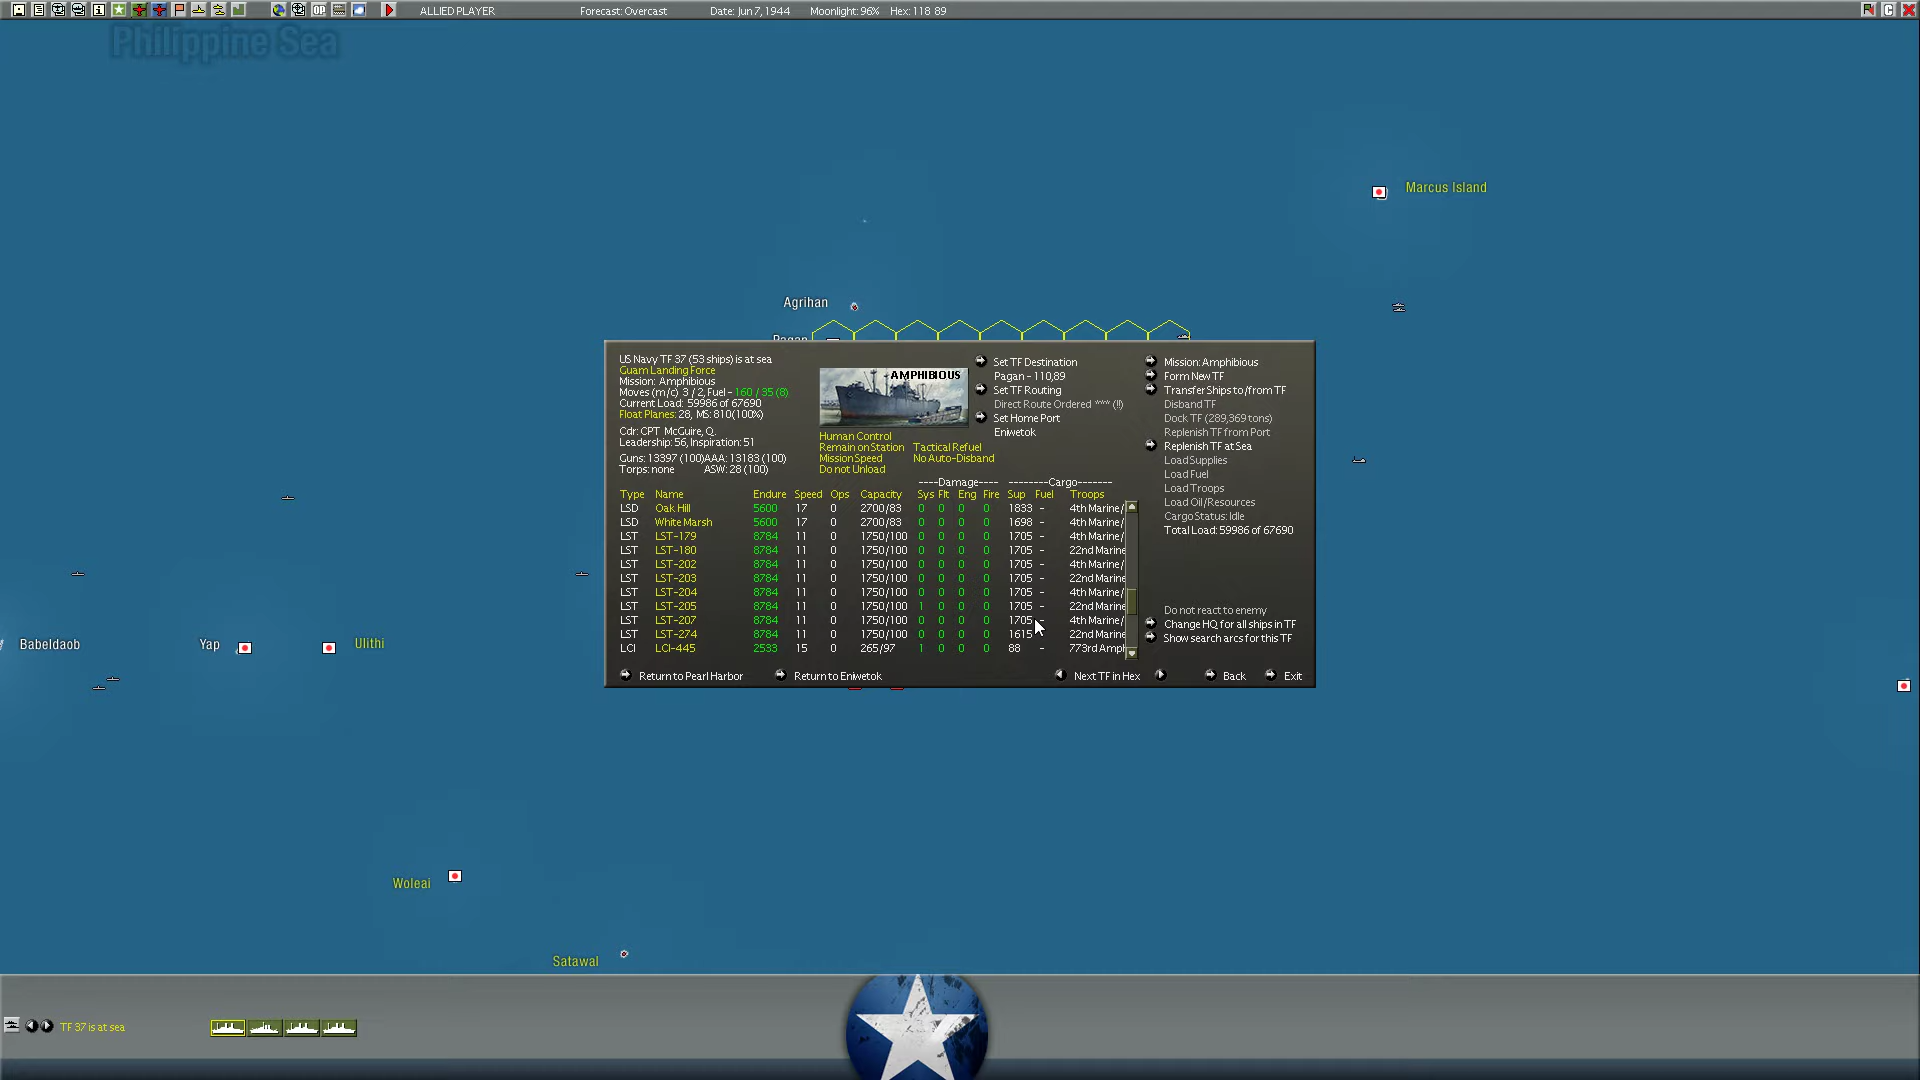 ALLIED PLAYER Forecast: Overcast Date: Jun 7, 1944 Moonlight: 96% Hex: 118 89
Philippine Sea
Marcus Island
Agrihan
Pagan
US Navy TF 37 (53 ships) is at sea
Guam Landing Force
Mission: Amphibious
Moves (m/c) 3 / 2, Fuel - 160 / 35 (8)
Current Load: 59986 of 67690
Float Planes: 28, MS: 810(100%)
Cdr: CPT McGuire, Q.
Leadership: 56, Inspiration: 51
Guns: 13397 (100)AAA: 13183 (100)
Torps: none ASW: 28 (100)
AMPHIBIOUS
Human Control
Remain on Station Tactical Refuel
Mission Speed No Auto-Disband
Do not Unload
Set TF Destination
Pagan - 110,89
Set TF Routing
Direct Route Ordered *** (!!)
Set Home Port
Eniwetok
Mission: Amphibious
Form New TF
Transfer Ships to/from TF
Disband TF
Dock TF (289,369 tons)
Replenish TF from Port
Replenish TF at Sea
Load Supplies
Load Fuel
Load Troops
Load Oil/Resources
Cargo Status: Idle
Total Load: 59986 of 67690
Do not react to enemy
Change HQ for all ships in TF
Show search arcs for this TF
----Damage---- --------Cargo-------
Type Name Endure Speed Ops Capacity Sys Flt Eng Fire Sup Fuel Troops
LSD Oak Hill 5600 17 0 2700/83 0 0 0 0 1833 - 4th Marine/
LSD White Marsh 5600 17 0 2700/83 0 0 0 0 1698 - 4th Marine/
LST LST-179 8784 11 0 1750/100 0 0 0 0 1705 - 4th Marine/
LST LST-180 8784 11 0 1750/100 0 0 0 0 1705 - 22nd Marine
LST LST-202 8784 11 0 1750/100 0 0 0 0 1705 - 4th Marine/
LST LST-203 8784 11 0 1750/100 0 0 0 0 1705 - 22nd Marine
LST LST-204 8784 11 0 1750/100 0 0 0 0 1705 - 4th Marine/
LST LST-205 8784 11 0 1750/100 1 0 0 0 1705 - 22nd Marine
LST LST-207 8784 11 0 1750/100 0 0 0 0 1705 - 4th Marine/
LST LST-274 8784 11 0 1750/100 0 0 0 0 1615 - 22nd Marine
LCI LCI-445 2533 15 0 265/97 1 0 0 0 88 - 773rd Amph
Return to Pearl Harbor Return to Eniwetok Next TF in Hex Back Exit
Babeldaob
Yap
Ulithi
Woleai
Satawal
TF 37 is at sea